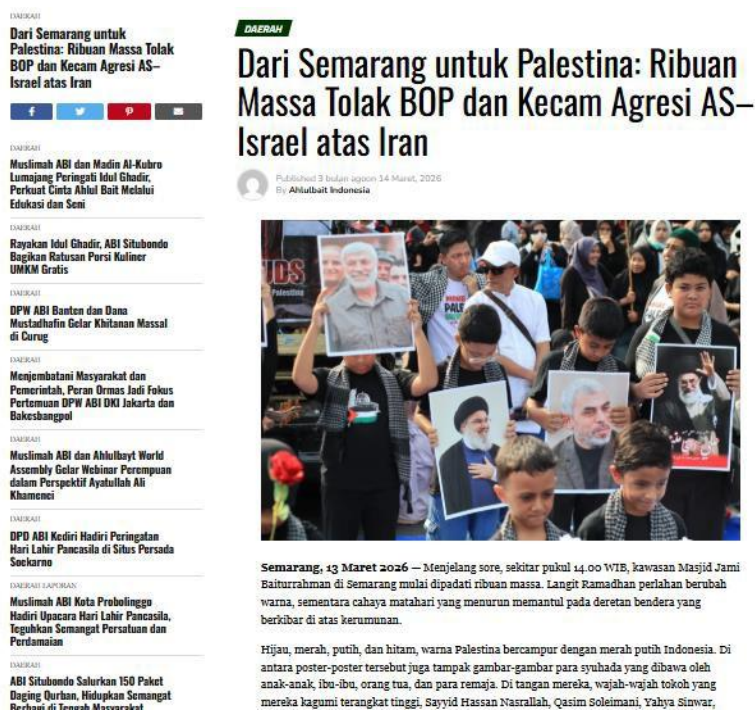 DAERAH
Dari Semarang untuk
Palestina: Ribuan Massa Tolak
BOP dan Kecam Agresi AS–
Israel atas Iran
DAERAH
Muslimah ABI dan Madin Al-Kubro
Lumajang Peringati Idul Ghadir,
Perkuat Cinta Ahlul Bait Melalui
Edukasi dan Seni
DAERAH
Rayakan Idul Ghadir, ABI Situbondo
Bagikan Ratusan Porsi Kuliner
UMKM Gratis
DAERAH
DPW ABI Banten dan Dana
Mustadhafin Gelar Khitanan Massal
di Curug
DAERAH
Menjembatani Masyarakat dan
Pemerintah, Peran Ormas Jadi Fokus
Pertemuan DPW ABI DKI Jakarta dan
Bakesbangpol
DAERAH
Muslimah ABI dan Ahlulbayt World
Assembly Gelar Webinar Perempuan
dalam Perspektif Ayatullah Ali
Khamenei
DAERAH
DPD ABI Kediri Hadiri Peringatan
Hari Lahir Pancasila di Situs Persada
Soekarno
DAERAH LAPORAN
Muslimah ABI Kota Probolinggo
Hadiri Upacara Hari Lahir Pancasila,
Teguhkan Semangat Persatuan dan
Perdamaian
DAERAH
ABI Situbondo Salurkan 150 Paket
Daging Qurban, Hidupkan Semangat
Berbagi di Tengah Masyarakat
DAERAH
Dari Semarang untuk Palestina: Ribuan
Massa Tolak BOP dan Kecam Agresi AS–
Israel atas Iran
Published 3 bulan agoon 14 Maret, 2026
By Ahlulbait Indonesia
Semarang, 13 Maret 2026 — Menjelang sore, sekitar pukul 14.00 WIB, kawasan Masjid Jami
Baiturrahman di Semarang mulai dipadati ribuan massa. Langit Ramadhan perlahan berubah
warna, sementara cahaya matahari yang menurun memantul pada deretan bendera yang
berkibar di atas kerumunan.
Hijau, merah, putih, dan hitam, warna Palestina bercampur dengan merah putih Indonesia. Di
antara poster-poster tersebut juga tampak gambar-gambar para syuhada yang dibawa oleh
anak-anak, ibu-ibu, orang tua, dan para remaja. Di tangan mereka, wajah-wajah tokoh yang
mereka kagumi terangkat tinggi, Sayyid Hassan Nasrallah, Qasim Soleimani, Yahya Sinwar,